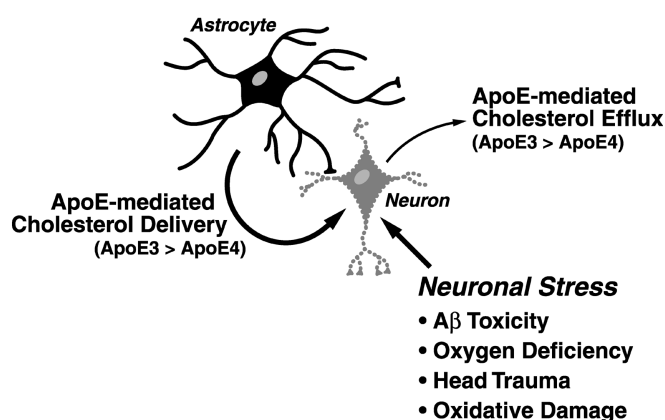 Astrocyte
ApoE-mediated
Cholesterol Efflux
(ApoE3 > ApoE4)
ApoE-mediated
Cholesterol Delivery
(ApoE3 > ApoE4)
Neuron
Neuronal Stress
• Aβ Toxicity
• Oxygen Deficiency
• Head Trauma
• Oxidative Damage